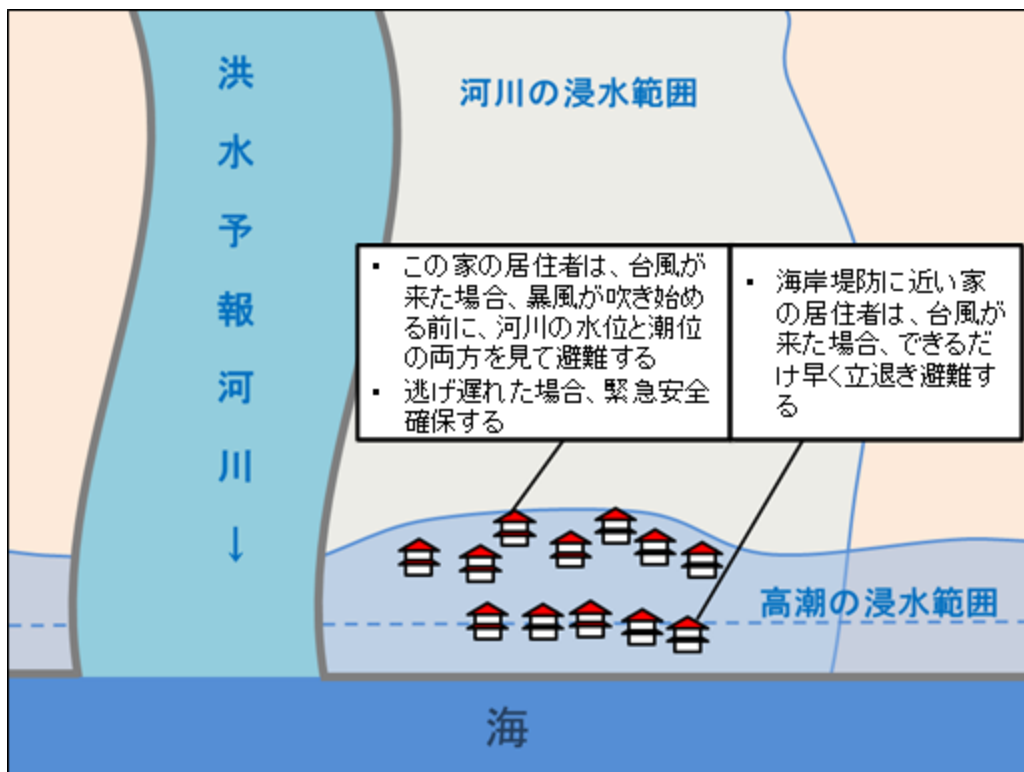 洪水予報河川↓
河川の浸水範囲
▪ この家の居住者は、台風が
来た場合、暴風が吹き始め
る前に、河川の水位と潮位
の両方を見て避難する
▪ 逃げ遅れた場合、緊急安全
確保する
▪ 海岸堤防に近い家
の居住者は、台風が
来た場合、できるだ
け早く立退き避難す
る
高潮の浸水範囲
海